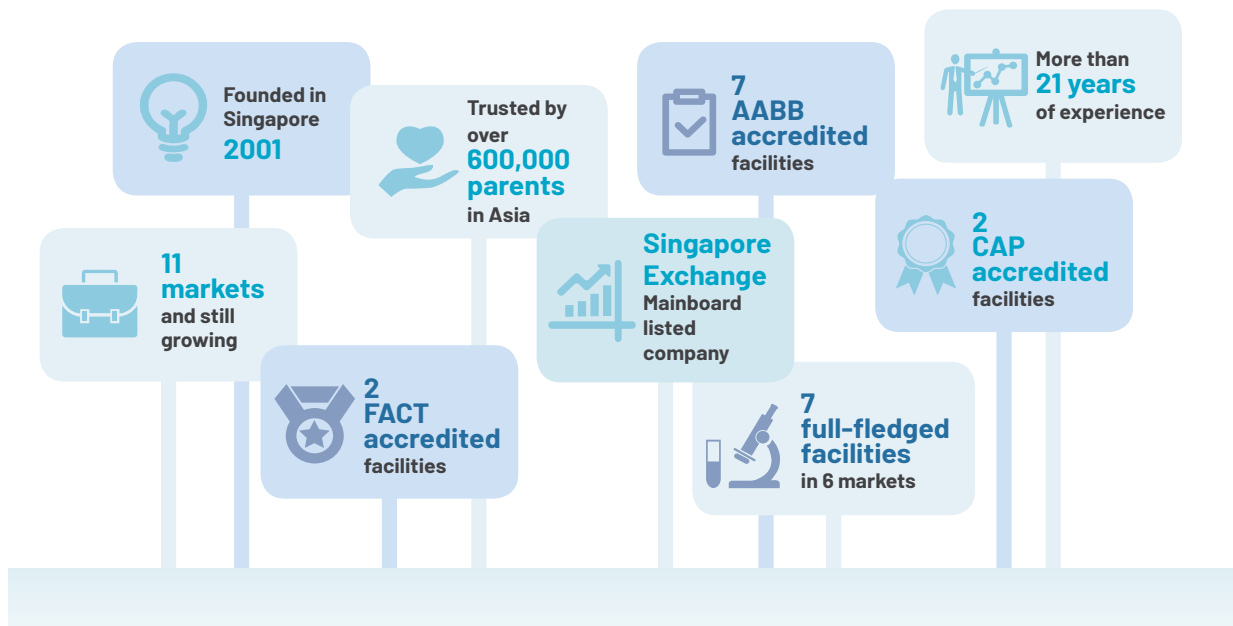 Founded in
Singapore
2001
Trusted by
over
600,000
parents
in Asia
7
AABB
accredited
facilities
More than
21 years
of experience
11
markets
and still
growing
Singapore
Exchange
Mainboard
listed
company
2
CAP
accredited
facilities
2
FACT
accredited
facilities
7
full-fledged
facilities
in 6 markets